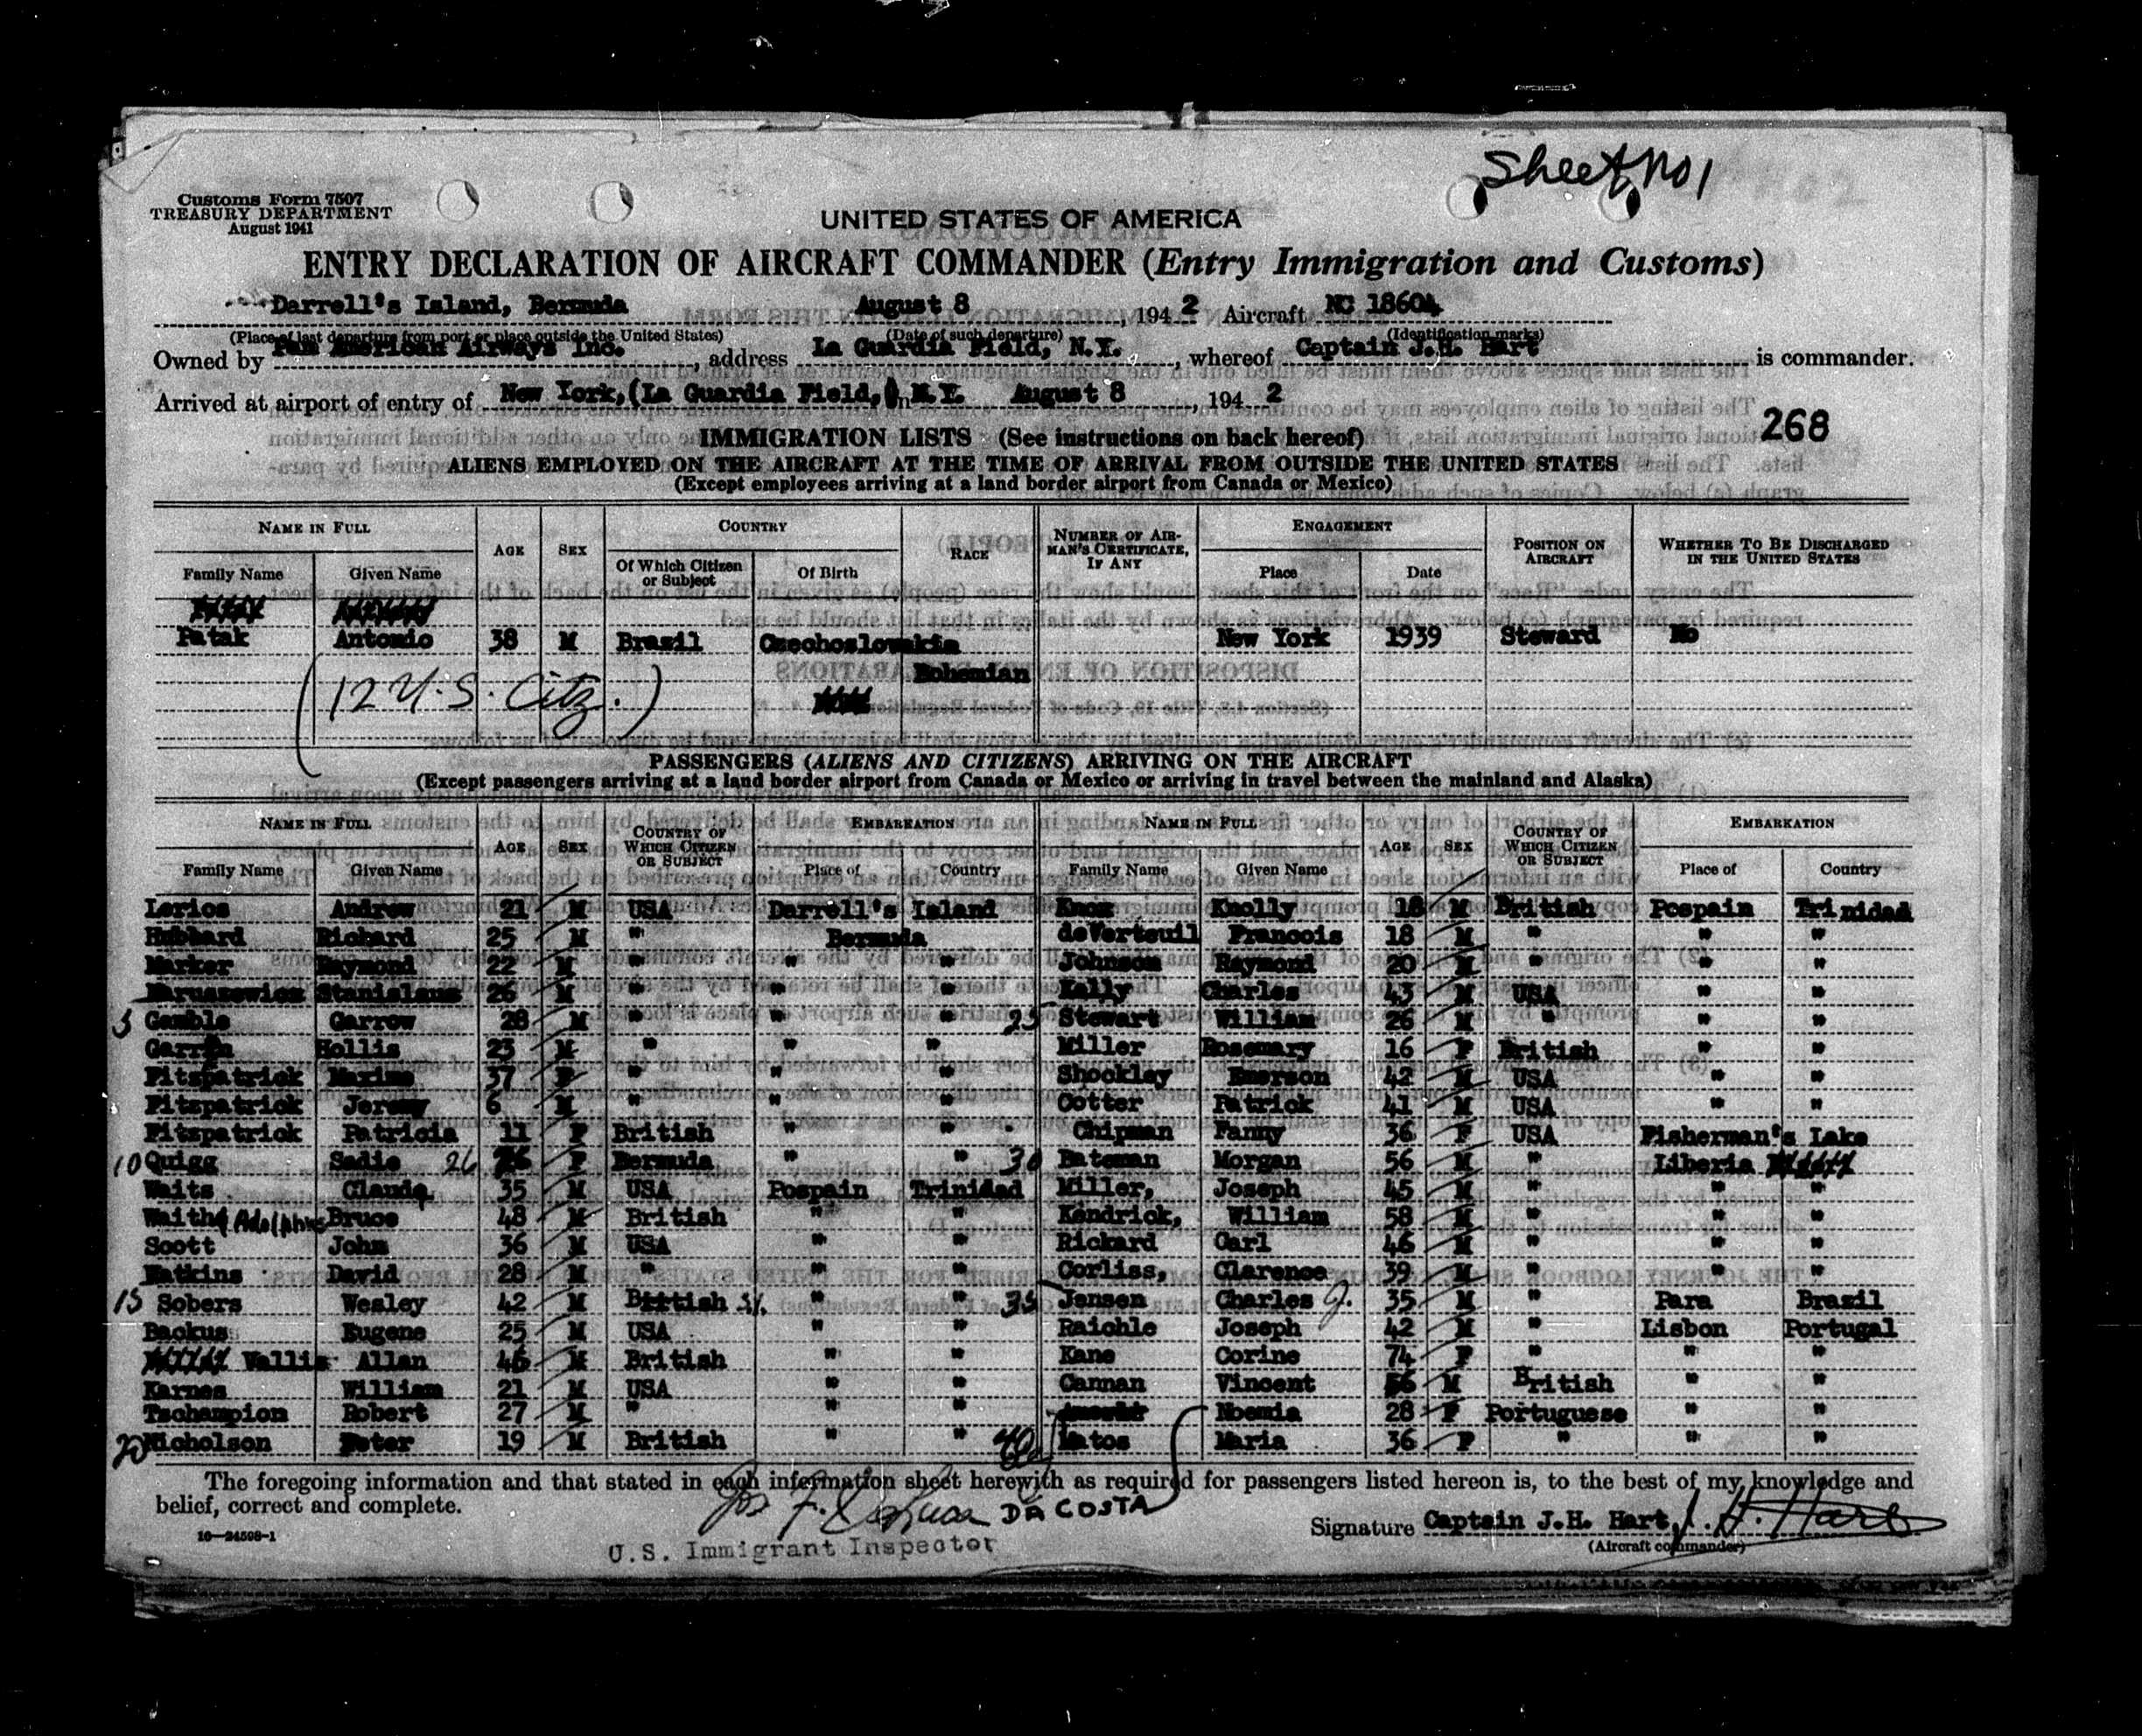 Sheet No 1
Customs Form 7507
TREASURY DEPARTMENT
August 1941
UNITED STATES OF AMERICA
ENTRY DECLARATION OF AIRCRAFT COMMANDER (Entry Immigration and Customs)
Darrell's Island, Bermuda August 8, 1942 Aircraft NC 18604
(Place of last departure from port or place outside the United States) (Date of such departure) (Identification marks)
Owned by Pan American Airways Inc., address La Guardia Field, N.Y., whereof Captain J.H. Hart is commander.
Arrived at airport of entry of New York, (La Guardia Field,) N.Y. August 8, 1942
268
IMMIGRATION LISTS (See instructions on back hereof)
ALIENS EMPLOYED ON THE AIRCRAFT AT THE TIME OF ARRIVAL FROM OUTSIDE THE UNITED STATES
(Except employees arriving at a land border airport from Canada or Mexico)
NAME IN FULL AGE SEX COUNTRY RACE NUMBER OF AIRMAN'S CERTIFICATE, IF ANY ENGAGEMENT POSITION ON AIRCRAFT WHETHER TO BE DISCHARGED IN THE UNITED STATES
Family Name Given Name Of Which Citizen or Subject Of Birth Place Date
Patak Antonio 38 M Brazil Czechoslovakia New York 1939 Steward No
Bohemian
(12 U.S. Citz.)
PASSENGERS (ALIENS AND CITIZENS) ARRIVING ON THE AIRCRAFT
(Except passengers arriving at a land border airport from Canada or Mexico or arriving in travel between the mainland and Alaska)
NAME IN FULL AGE SEX COUNTRY OF WHICH CITIZEN OR SUBJECT EMBARKATION NAME IN FULL AGE SEX COUNTRY OF WHICH CITIZEN OR SUBJECT EMBARKATION
Family Name Given Name Place of Country Family Name Given Name Place of Country
Lerios Andrew 21 M USA Darrell's Island Knox Knolly 18 M British Pospain Trinidad
Hubbard Richard 25 M " Bermuda deVerteuil Francois 18 M " " "
Marker Raymond 22 M " " " Johnson Raymond 20 M " " "
Stanislaus 26 M " " " Kelly Charles 43 M USA " "
5 Gamble Garrow 28 M " " " 25 Stewart William 26 M " " "
Hollis 23 M " " " Miller Rosemary 16 F British " "
Fitzpatrick Maxine 37 F " " " Shockley Emerson 42 M USA " "
Fitzpatrick Jeremy 6 M " " " Cotter Patrick 41 M USA " "
Fitzpatrick Patricia 11 F British " " Chipman Fanny 36 F USA Fisherman's Lake
10 Quigg Sadie 26 F Bermuda " " 30 Bateman Morgan 56 M " Liberia
Waits Claude 35 M USA Pospain Trinidad Miller, Joseph 45 M " " "
Waithe Adolphus Bruce 48 M British " " Kendrick, William 58 M " " "
Scott John 36 M USA " " Rickard Carl 46 M " " "
Watkins David 28 M " " " Corliss, Clarence 39 M " " "
15 Sobers Wesley 42 M British " " 35 Jensen Charles J. 35 M " Para Brazil
Backus Eugene 25 M USA " " Raichle Joseph 42 M " Lisbon Portugal
Vallis Allan 46 M British " " Kane Corine 74 F " " "
Karnes William 21 M USA " " Cannan Vincent 56 M British " "
Tschampion Robert 27 M " " " Noemia 28 F Portuguese " "
20 Nicholson Peter 19 M British " " 40 Matos Maria 36 F " " "
The foregoing information and that stated in each information sheet herewith as required for passengers listed hereon is, to the best of my knowledge and
belief, correct and complete.
DA COSTA
Signature Captain J.H. Hart J. H. Hart
(Aircraft commander)
16—24598-1
U.S. Immigrant Inspector